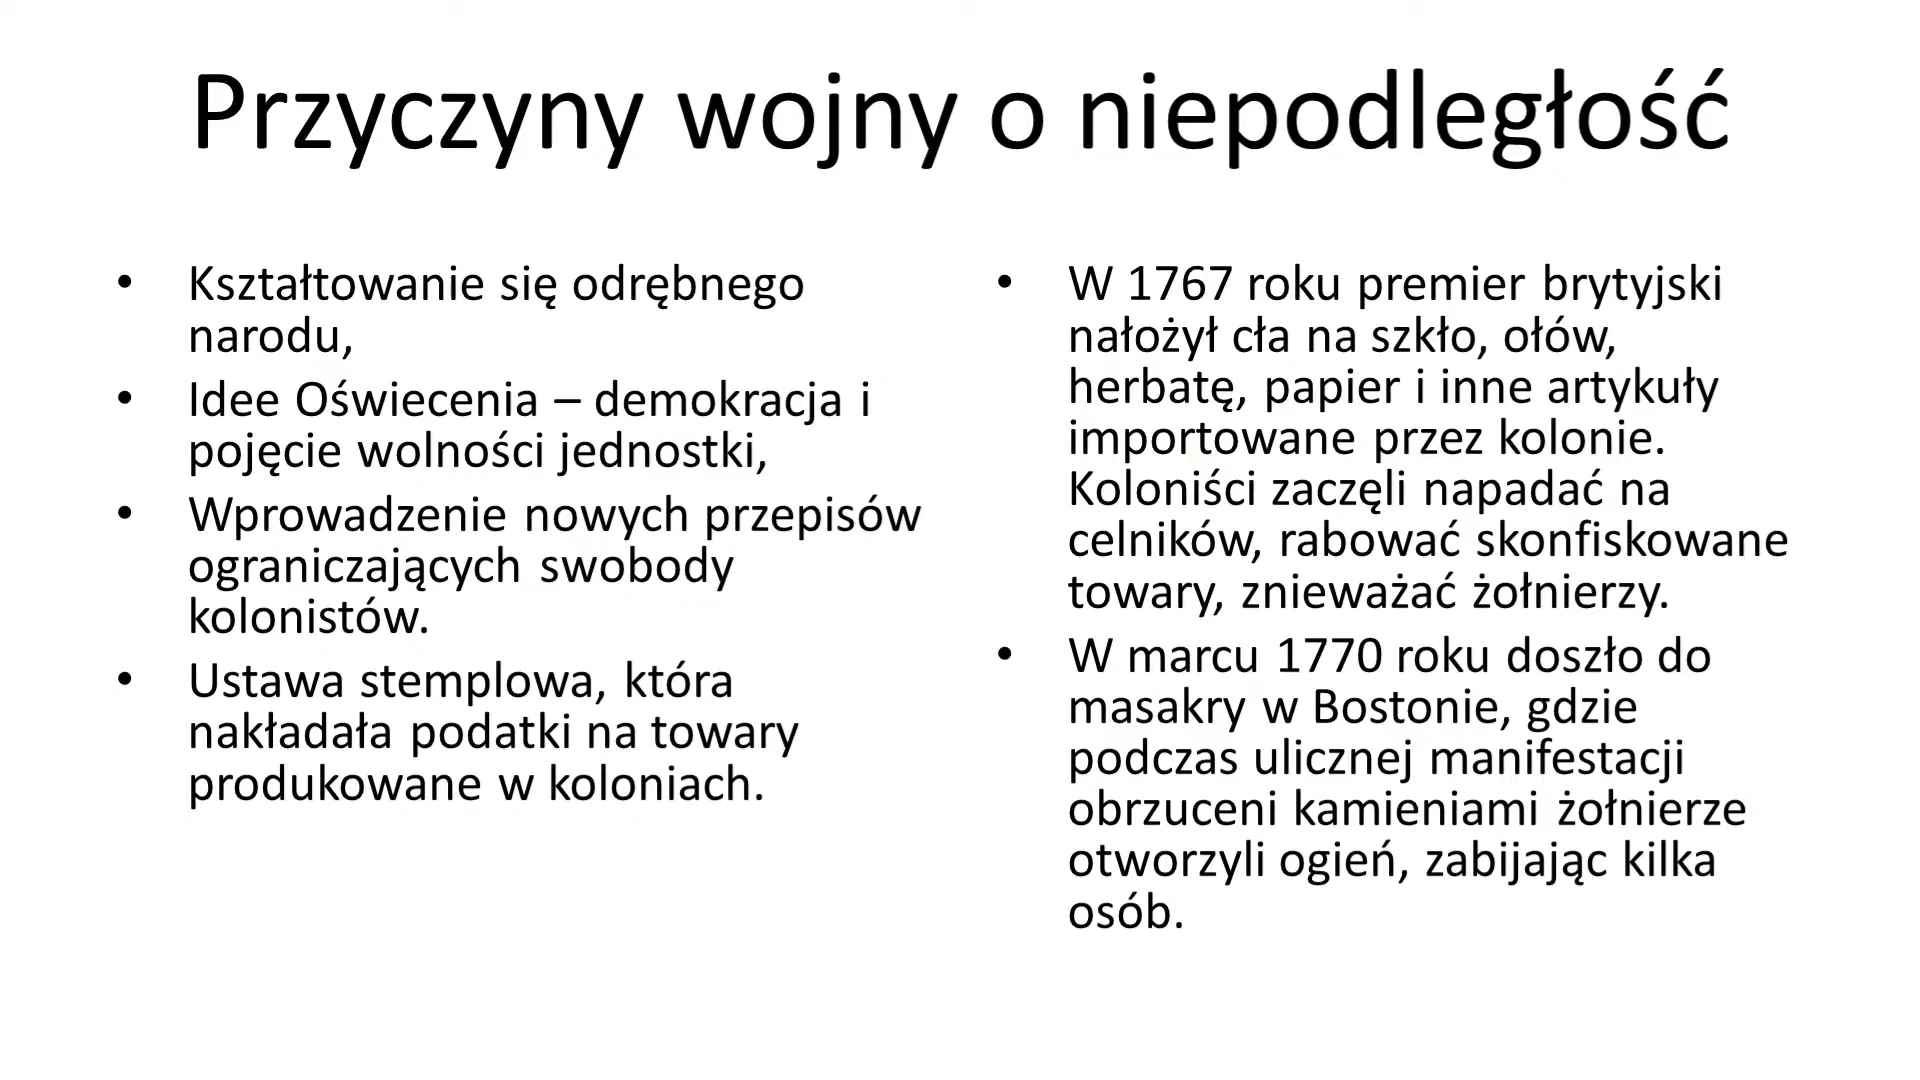 Przyczyny wojny o niepodległość
• Kształtowanie się odrębnego
narodu,
• Idee Oświecenia – demokracja i
pojęcie wolności jednostki,
• Wprowadzenie nowych przepisów
ograniczających swobody
kolonistów.
• Ustawa stemplowa, która
nakładała podatki na towary
produkowane w koloniach.
• W 1767 roku premier brytyjski
nałożył cła na szkło, ołów,
herbatę, papier i inne artykuły
importowane przez kolonie.
Koloniści zaczęli napadać na
celników, rabować skonfiskowane
towary, znieważać żołnierzy.
• W marcu 1770 roku doszło do
masakry w Bostonie, gdzie
podczas ulicznej manifestacji
obrzuceni kamieniami żołnierze
otworzyli ogień, zabijając kilka
osób.